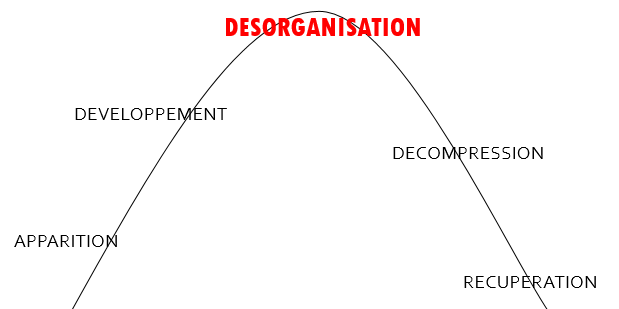 DESORGANISATION
DEVELOPPEMENT
DECOMPRESSION
APPARITION
RECUPERATION